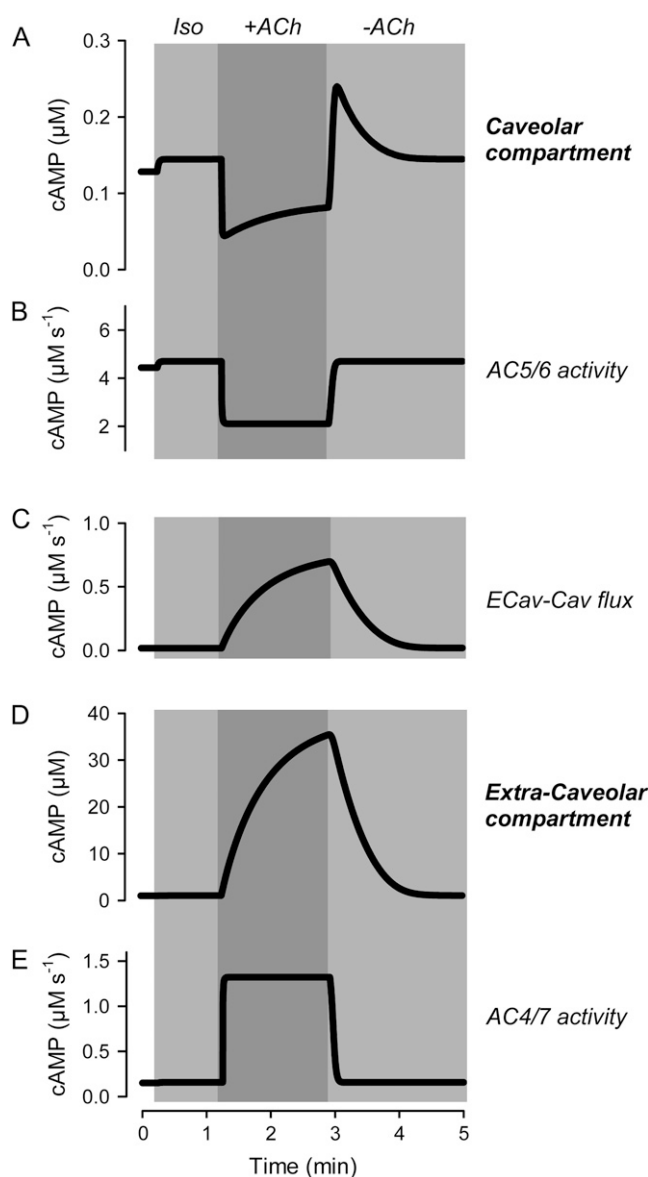 Iso +ACh -ACh
A
0.3
0.2
0.1
0.0
cAMP (µM)
Caveolar
compartment
B
6
4
2
cAMP (µM s⁻¹)
AC5/6 activity
C
1.0
0.5
0.0
cAMP (µM s⁻¹)
ECav-Cav flux
D
40
30
20
10
0
cAMP (µM)
Extra-Caveolar
compartment
E
1.5
1.0
0.5
0.0
cAMP (µM s⁻¹)
AC4/7 activity
0 1 2 3 4 5
Time (min)